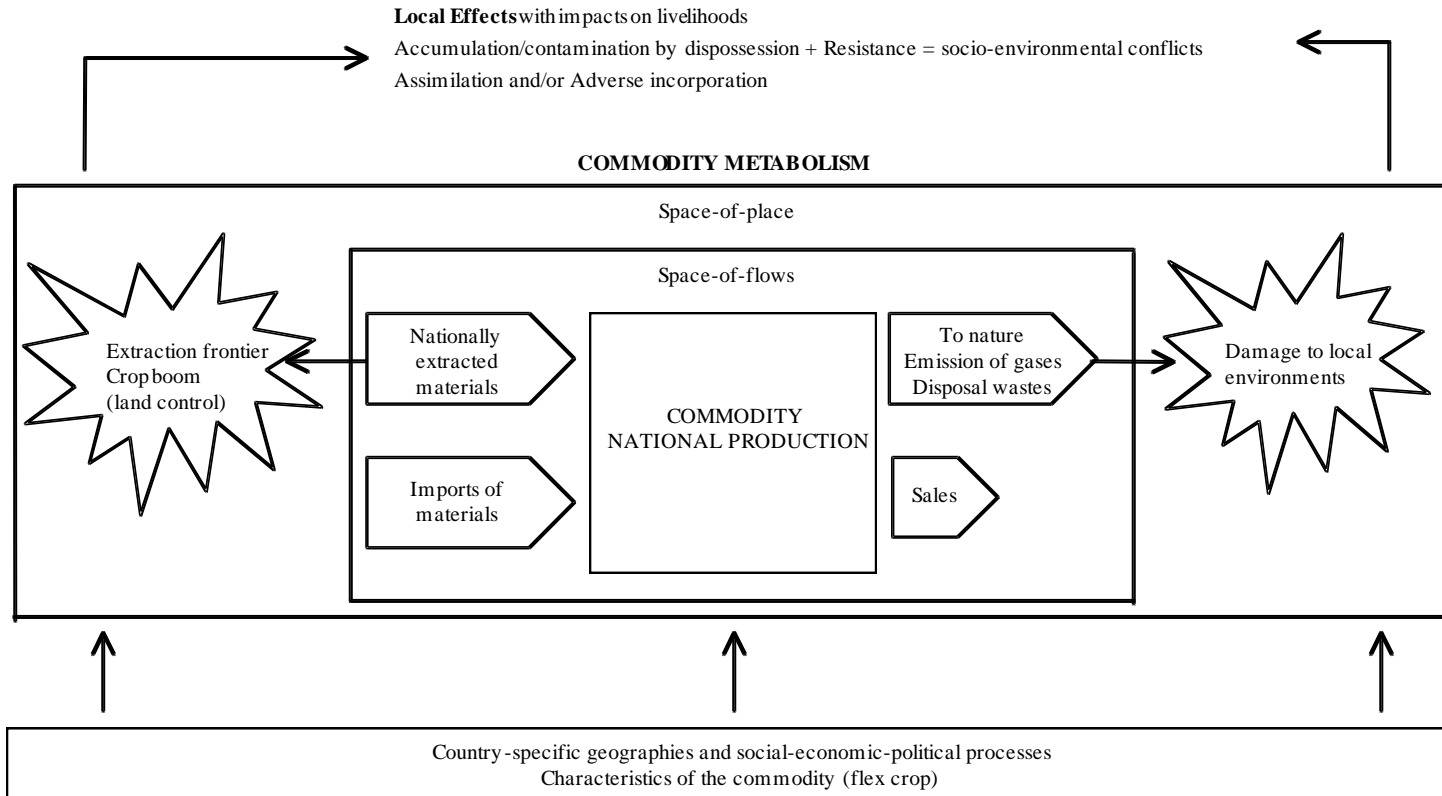 Local Effects with impacts on livelihoods
Accumulation/contamination by dispossession + Resistance = socio-environmental conflicts
Assimilation and/or Adverse incorporation
COMMODITY METABOLISM
Space-of-place
Space-of-flows
Extraction frontier
Crop boom
(land control)
Nationally
extracted
materials
Imports of
materials
COMMODITY
NATIONAL PRODUCTION
To nature
Emission of gases
Disposal wastes
Sales
Damage to local
environments
Country-specific geographies and social-economic-political processes
Characteristics of the commodity (flex crop)